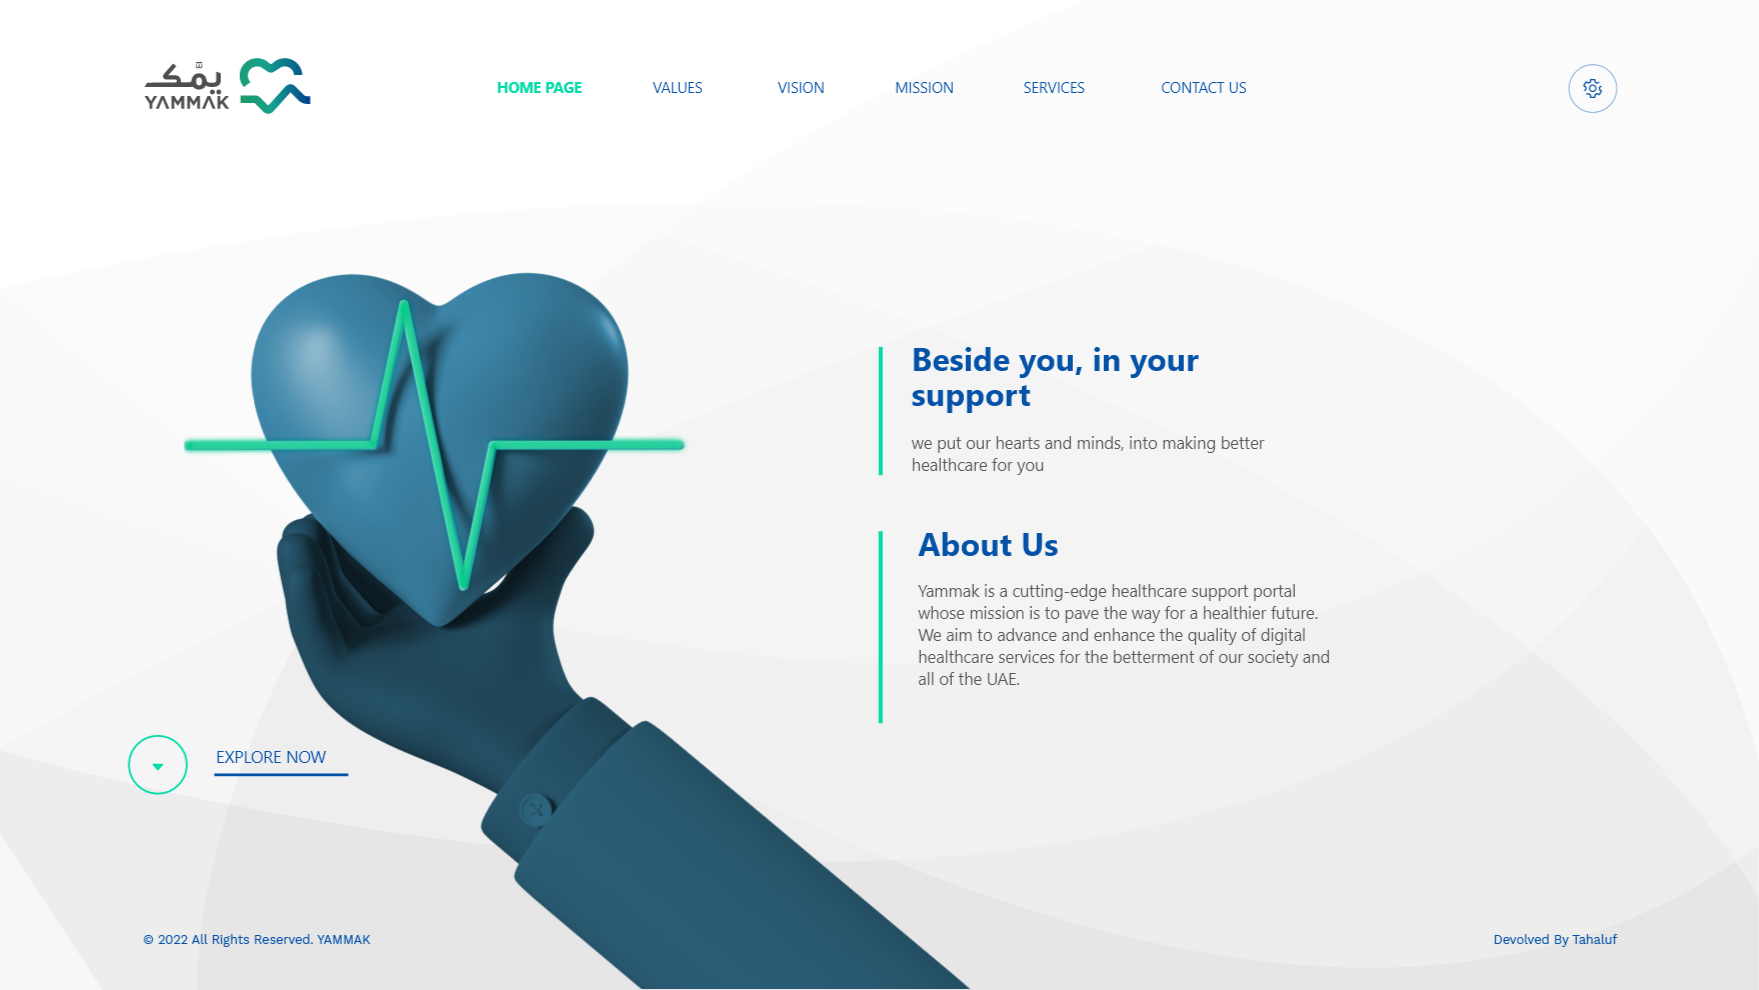 يمّك
YAMMAK
HOME PAGE
VALUES
VISION
MISSION
SERVICES
CONTACT US
Beside you, in your
support
we put our hearts and minds, into making better
healthcare for you
About Us
Yammak is a cutting-edge healthcare support portal
whose mission is to pave the way for a healthier future.
We aim to advance and enhance the quality of digital
healthcare services for the betterment of our society and
all of the UAE.
EXPLORE NOW
© 2022 All Rights Reserved. YAMMAK
Devolved By Tahaluf